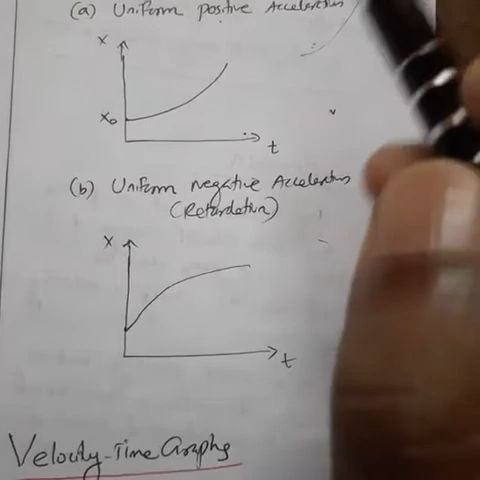 (a) Uniform positive Acceleration
x
x₀
t
(b) Uniform negative Acceleration
(Retardation)
x
t
Velocity-Time Graphs